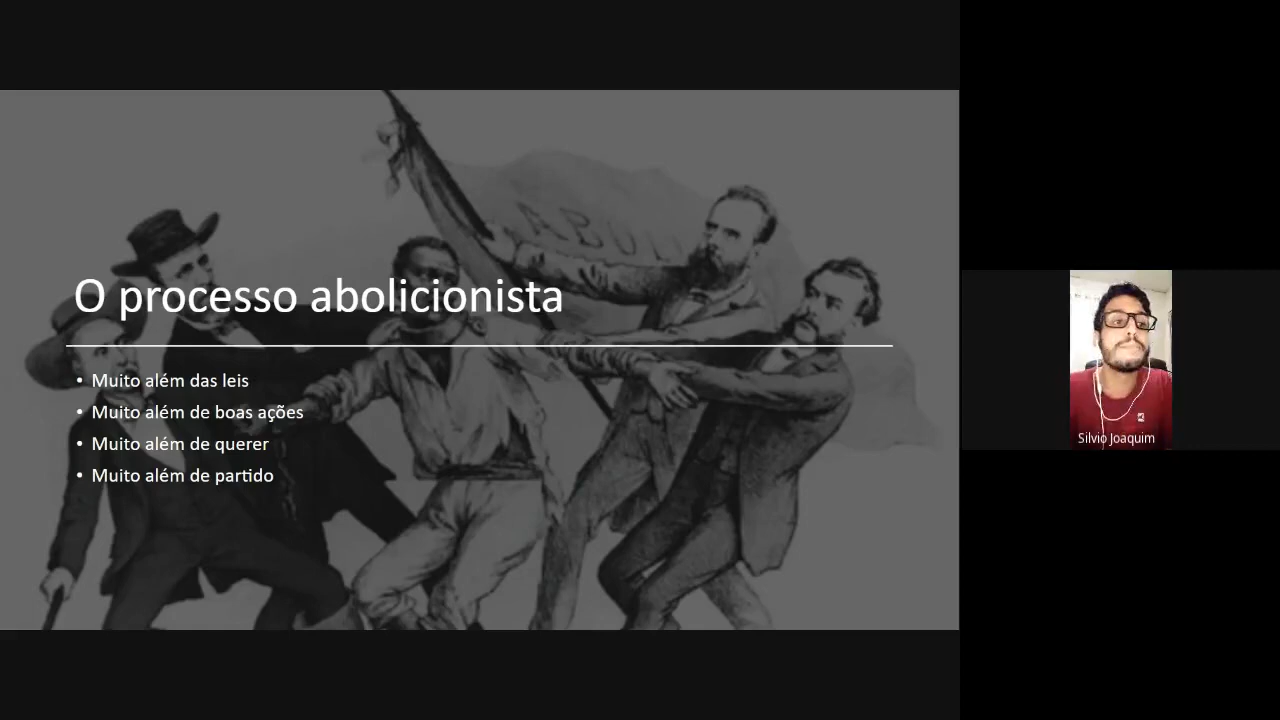 ABOL
O processo abolicionista
• Muito além das leis
• Muito além de boas ações
• Muito além de querer
• Muito além de partido
Silvio Joaquim